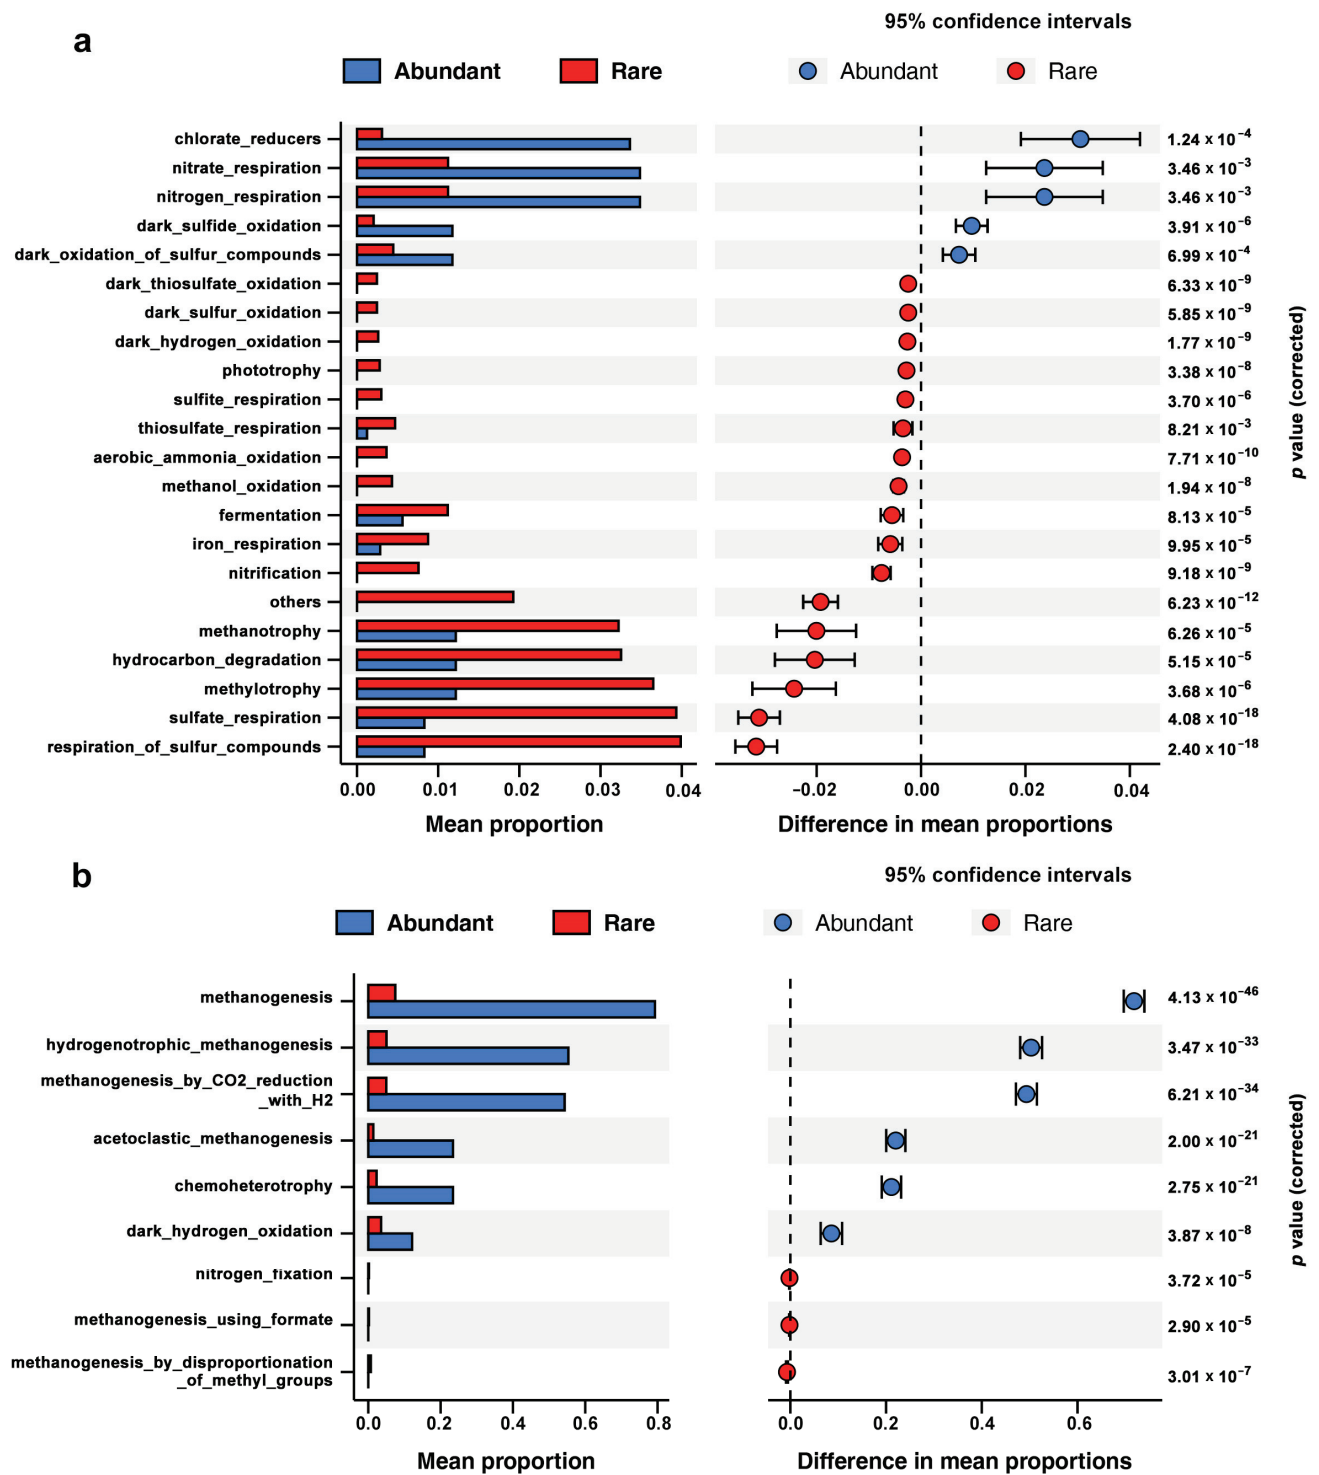 a
95% confidence intervals
Abundant Rare Abundant Rare
chlorate_reducers 1.24 x 10⁻⁴
nitrate_respiration 3.46 x 10⁻³
nitrogen_respiration 3.46 x 10⁻³
dark_sulfide_oxidation 3.91 x 10⁻⁶
dark_oxidation_of_sulfur_compounds 6.99 x 10⁻⁴
dark_thiosulfate_oxidation 6.33 x 10⁻⁹
dark_sulfur_oxidation 5.85 x 10⁻⁹
dark_hydrogen_oxidation 1.77 x 10⁻⁹
phototrophy 3.38 x 10⁻⁸
sulfite_respiration 3.70 x 10⁻⁶
thiosulfate_respiration 8.21 x 10⁻³
aerobic_ammonia_oxidation 7.71 x 10⁻¹⁰
methanol_oxidation 1.94 x 10⁻⁸
fermentation 8.13 x 10⁻⁵
iron_respiration 9.95 x 10⁻⁵
nitrification 9.18 x 10⁻⁹
others 6.23 x 10⁻¹²
methanotrophy 6.26 x 10⁻⁵
hydrocarbon_degradation 5.15 x 10⁻⁵
methylotrophy 3.68 x 10⁻⁶
sulfate_respiration 4.08 x 10⁻¹⁸
respiration_of_sulfur_compounds 2.40 x 10⁻¹⁸
p value (corrected)
0.00 0.01 0.02 0.03 0.04 −0.02 0.00 0.02 0.04
Mean proportion Difference in mean proportions
b
95% confidence intervals
Abundant Rare Abundant Rare
methanogenesis 4.13 x 10⁻⁴⁶
hydrogenotrophic_methanogenesis 3.47 x 10⁻³³
methanogenesis_by_CO2_reduction
_with_H2 6.21 x 10⁻³⁴
acetoclastic_methanogenesis 2.00 x 10⁻²¹
chemoheterotrophy 2.75 x 10⁻²¹
dark_hydrogen_oxidation 3.87 x 10⁻⁸
nitrogen_fixation 3.72 x 10⁻⁵
methanogenesis_using_formate 2.90 x 10⁻⁵
methanogenesis_by_disproportionation
_of_methyl_groups 3.01 x 10⁻⁷
p value (corrected)
0.0 0.2 0.4 0.6 0.8 0.0 0.2 0.4 0.6
Mean proportion Difference in mean proportions